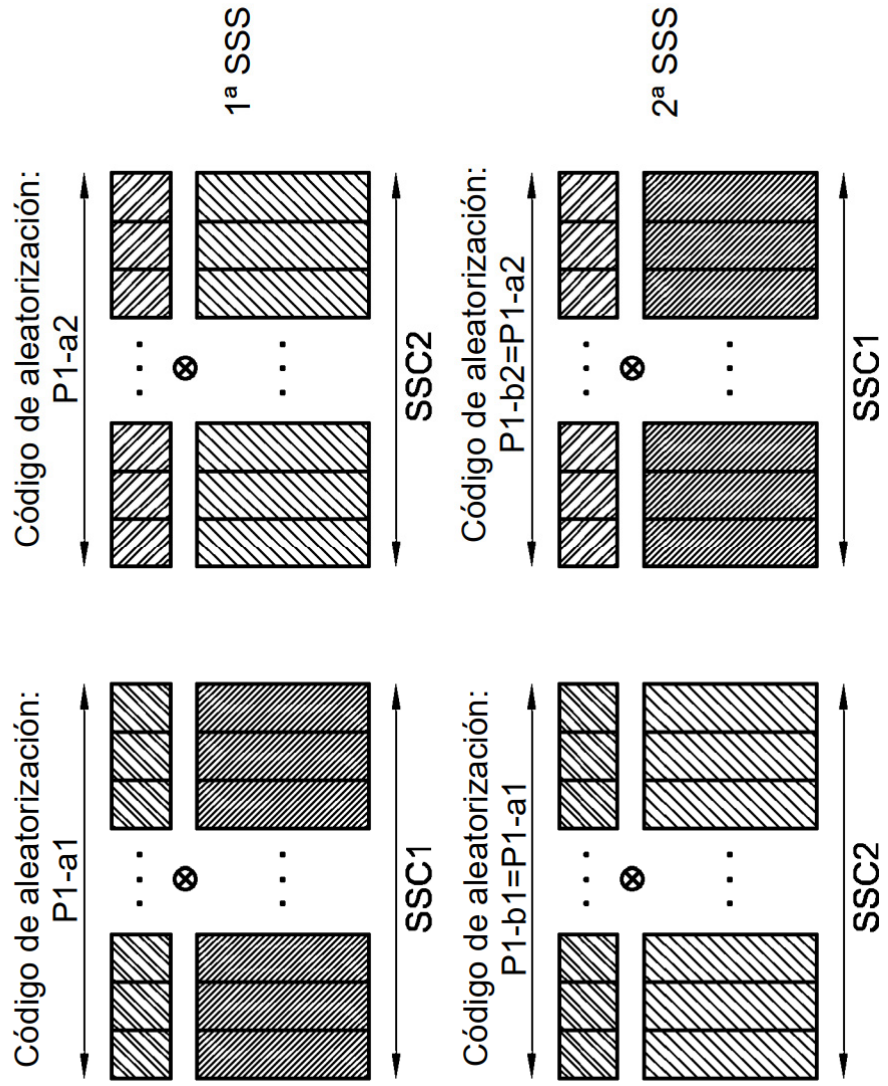 Código de aleatorización:
P1-a1
SSC1
Código de aleatorización:
P1-a2
SSC2
1ª SSS
Código de aleatorización:
P1-b1=P1-a1
SSC2
Código de aleatorización:
P1-b2=P1-a2
SSC1
2ª SSS